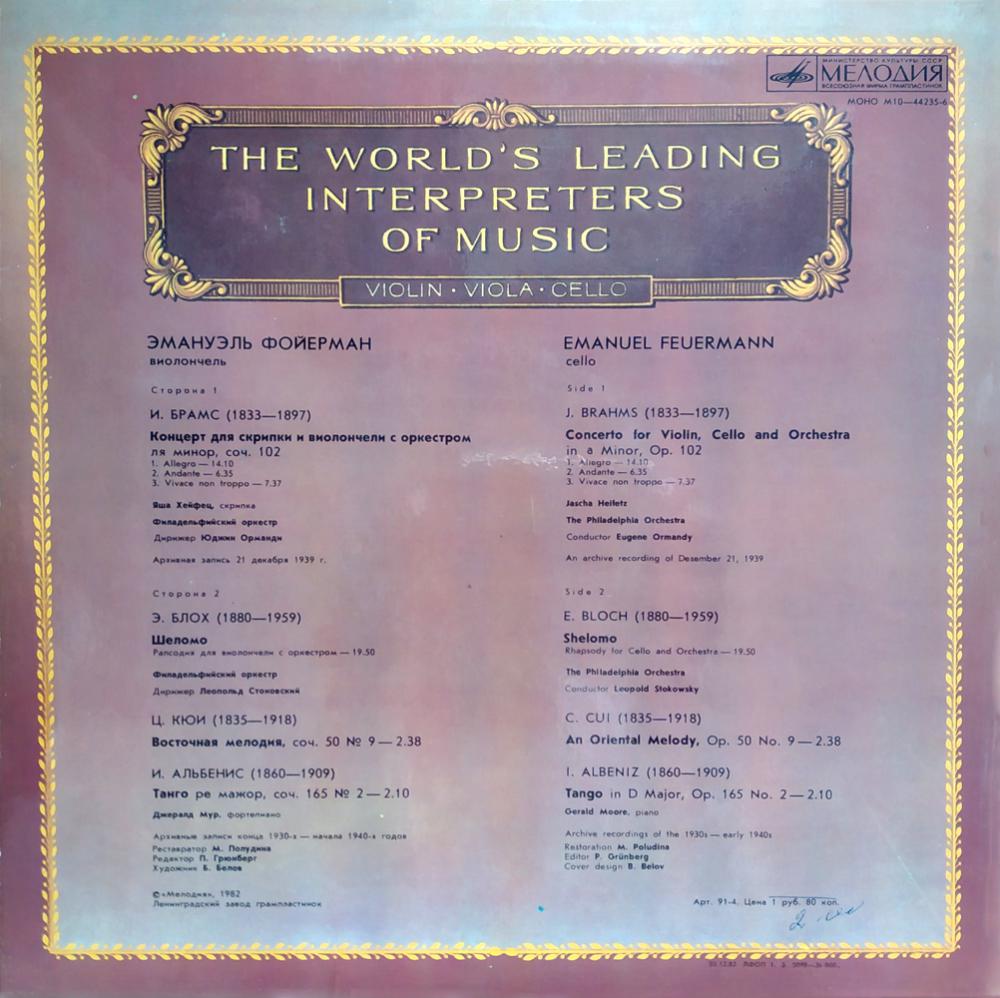 МИНИСТЕРСТВО КУЛЬТУРЫ СССР
МЕЛОДИЯ
ВСЕСОЮЗНАЯ ФИРМА ГРАМПЛАСТИНОК
МОНО М10—44235-6
THE WORLD'S LEADING
INTERPRETERS
OF MUSIC
VIOLIN · VIOLA · CELLO
ЭМАНУЭЛЬ ФОЙЕРМАН
виолончель
Сторона 1
И. БРАМС (1833—1897)
Концерт для скрипки и виолончели с оркестром
ля минор, соч. 102
1. Allegro — 14.10
2. Andante — 6.35
3. Vivace non troppo — 7.37
Яша Хейфец, скрипка
Филадельфийский оркестр
Дирижер Юджин Орманди
Архивная запись 21 декабря 1939 г.
Сторона 2
Э. БЛОХ (1880—1959)
Шеломо
Рапсодия для виолончели с оркестром — 19.50
Филадельфийский оркестр
Дирижер Леопольд Стоковский
Ц. КЮИ (1835—1918)
Восточная мелодия, соч. 50 № 9 — 2.38
И. АЛЬБЕНИС (1860—1909)
Танго ре мажор, соч. 165 № 2 — 2.10
Джералд Мур, фортепиано
Архивные записи конца 1930-х — начала 1940-х годов
Реставратор М. Полудина
Редактор П. Грюнберг
Художник Б. Белов
© «Мелодия», 1982
Ленинградский завод грампластинок
EMANUEL FEUERMANN
cello
Side 1
J. BRAHMS (1833—1897)
Concerto for Violin, Cello and Orchestra
in a Minor, Op. 102
1. Allegro — 14.10
2. Andante — 6.35
3. Vivace non troppo — 7.37
Jascha Heifetz
The Philadelphia Orchestra
Conductor Eugene Ormandy
An archive recording of Desember 21, 1939
Side 2
E. BLOCH (1880—1959)
Shelomo
Rhapsody for Cello and Orchestra — 19.50
The Philadelphia Orchestra
Conductor Leopold Stokowsky
C. CUI (1835—1918)
An Oriental Melody, Op. 50 No. 9 — 2.38
I. ALBENIZ (1860—1909)
Tango in D Major, Op. 165 No. 2 — 2.10
Gerald Moore, piano
Archive recordings of the 1930s — early 1940s
Restoration M. Poludina
Editor P. Grünberg
Cover design B. Belov
Арт. 91-4. Цена 1 руб. 80 коп.